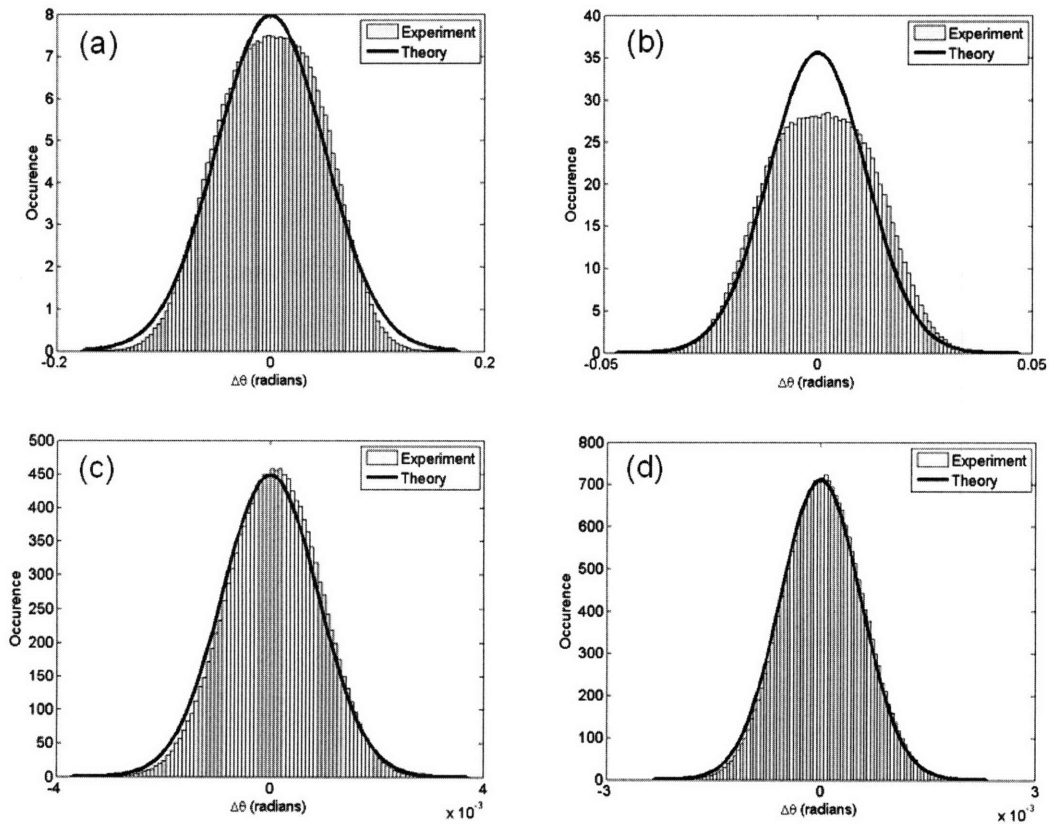 (a)
Experiment
Theory
8
7
6
5
4
3
2
1
0
-0.2
0
0.2
Occurence
Δθ (radians)
(b)
Experiment
Theory
40
35
30
25
20
15
10
5
0
-0.05
0
0.05
Occurence
Δθ (radians)
(c)
Experiment
Theory
500
450
400
350
300
250
200
150
100
50
0
-4
0
4
x 10⁻³
Occurence
Δθ (radians)
(d)
Experiment
Theory
800
700
600
500
400
300
200
100
0
-3
0
3
x 10⁻³
Occurence
Δθ (radians)